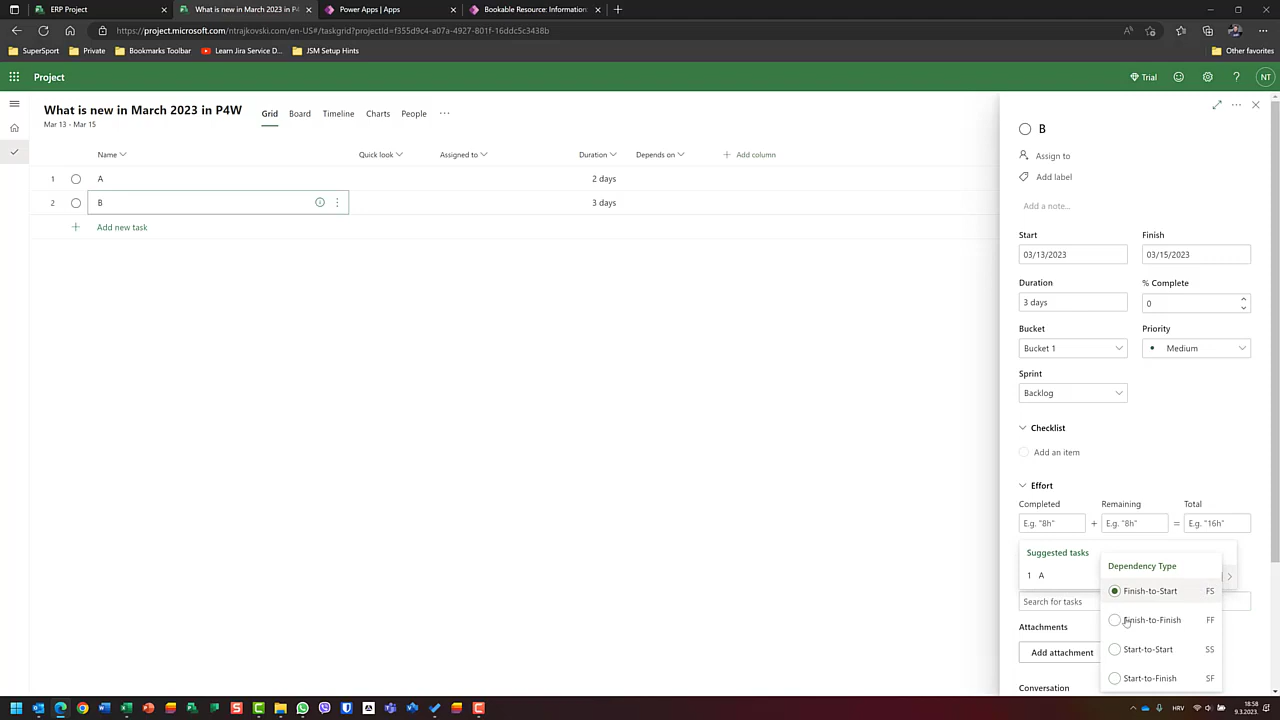 ERP Project
What is new in March 2023 in P4W
Power Apps | Apps
Bookable Resource: Information
https://project.microsoft.com/ntrajkovski.com/en-US#/taskgrid?projectId=f355d9c4-a07a-4927-801f-16ddc5c3438b
SuperSport
Private
Bookmarks Toolbar
Learn Jira Service D...
JSM Setup Hints
Other favorites
Project
Trial
NT
What is new in March 2023 in P4W
Mar 13 - Mar 15
Grid
Board
Timeline
Charts
People
Name
Quick look
Assigned to
Duration
Depends on
Add column
1 A 2 days
2 B 3 days
Add new task
B
Assign to
Add label
Add a note...
Start
Finish
03/13/2023
03/15/2023
Duration
% Complete
3 days
0
Bucket
Priority
Bucket 1
Medium
Sprint
Backlog
Checklist
Add an item
Effort
Completed
Remaining
Total
E.g. "8h" + E.g. "8h" = E.g. "16h"
Suggested tasks
1 A
Dependency Type
Finish-to-Start FS
Finish-to-Finish FF
Start-to-Start SS
Start-to-Finish SF
Search for tasks
Attachments
Add attachment
Conversation
HRV
18:58
9.3.2023.